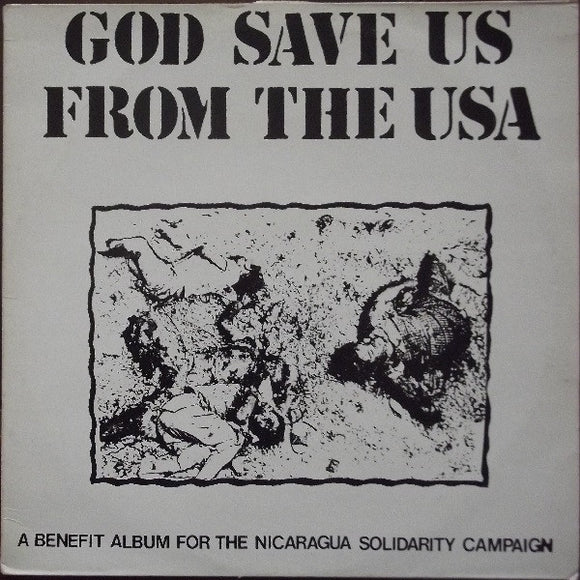 GOD SAVE US
FROM THE USA
A BENEFIT ALBUM FOR THE NICARAGUA SOLIDARITY CAMPAIGN